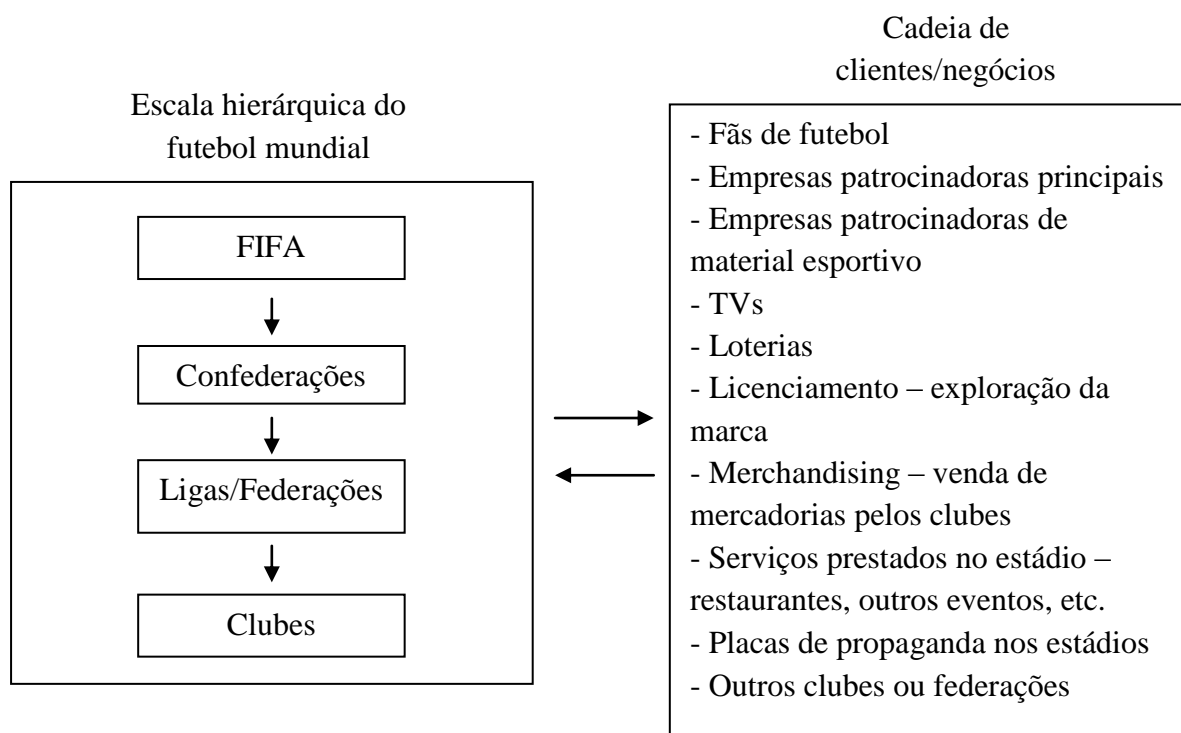 Escala hierárquica do
futebol mundial
FIFA
Confederações
Ligas/Federações
Clubes
Cadeia de
clientes/negócios
- Fãs de futebol
- Empresas patrocinadoras principais
- Empresas patrocinadoras de
material esportivo
- TVs
- Loterias
- Licenciamento – exploração da
marca
- Merchandising – venda de
mercadorias pelos clubes
- Serviços prestados no estádio –
restaurantes, outros eventos, etc.
- Placas de propaganda nos estádios
- Outros clubes ou federações